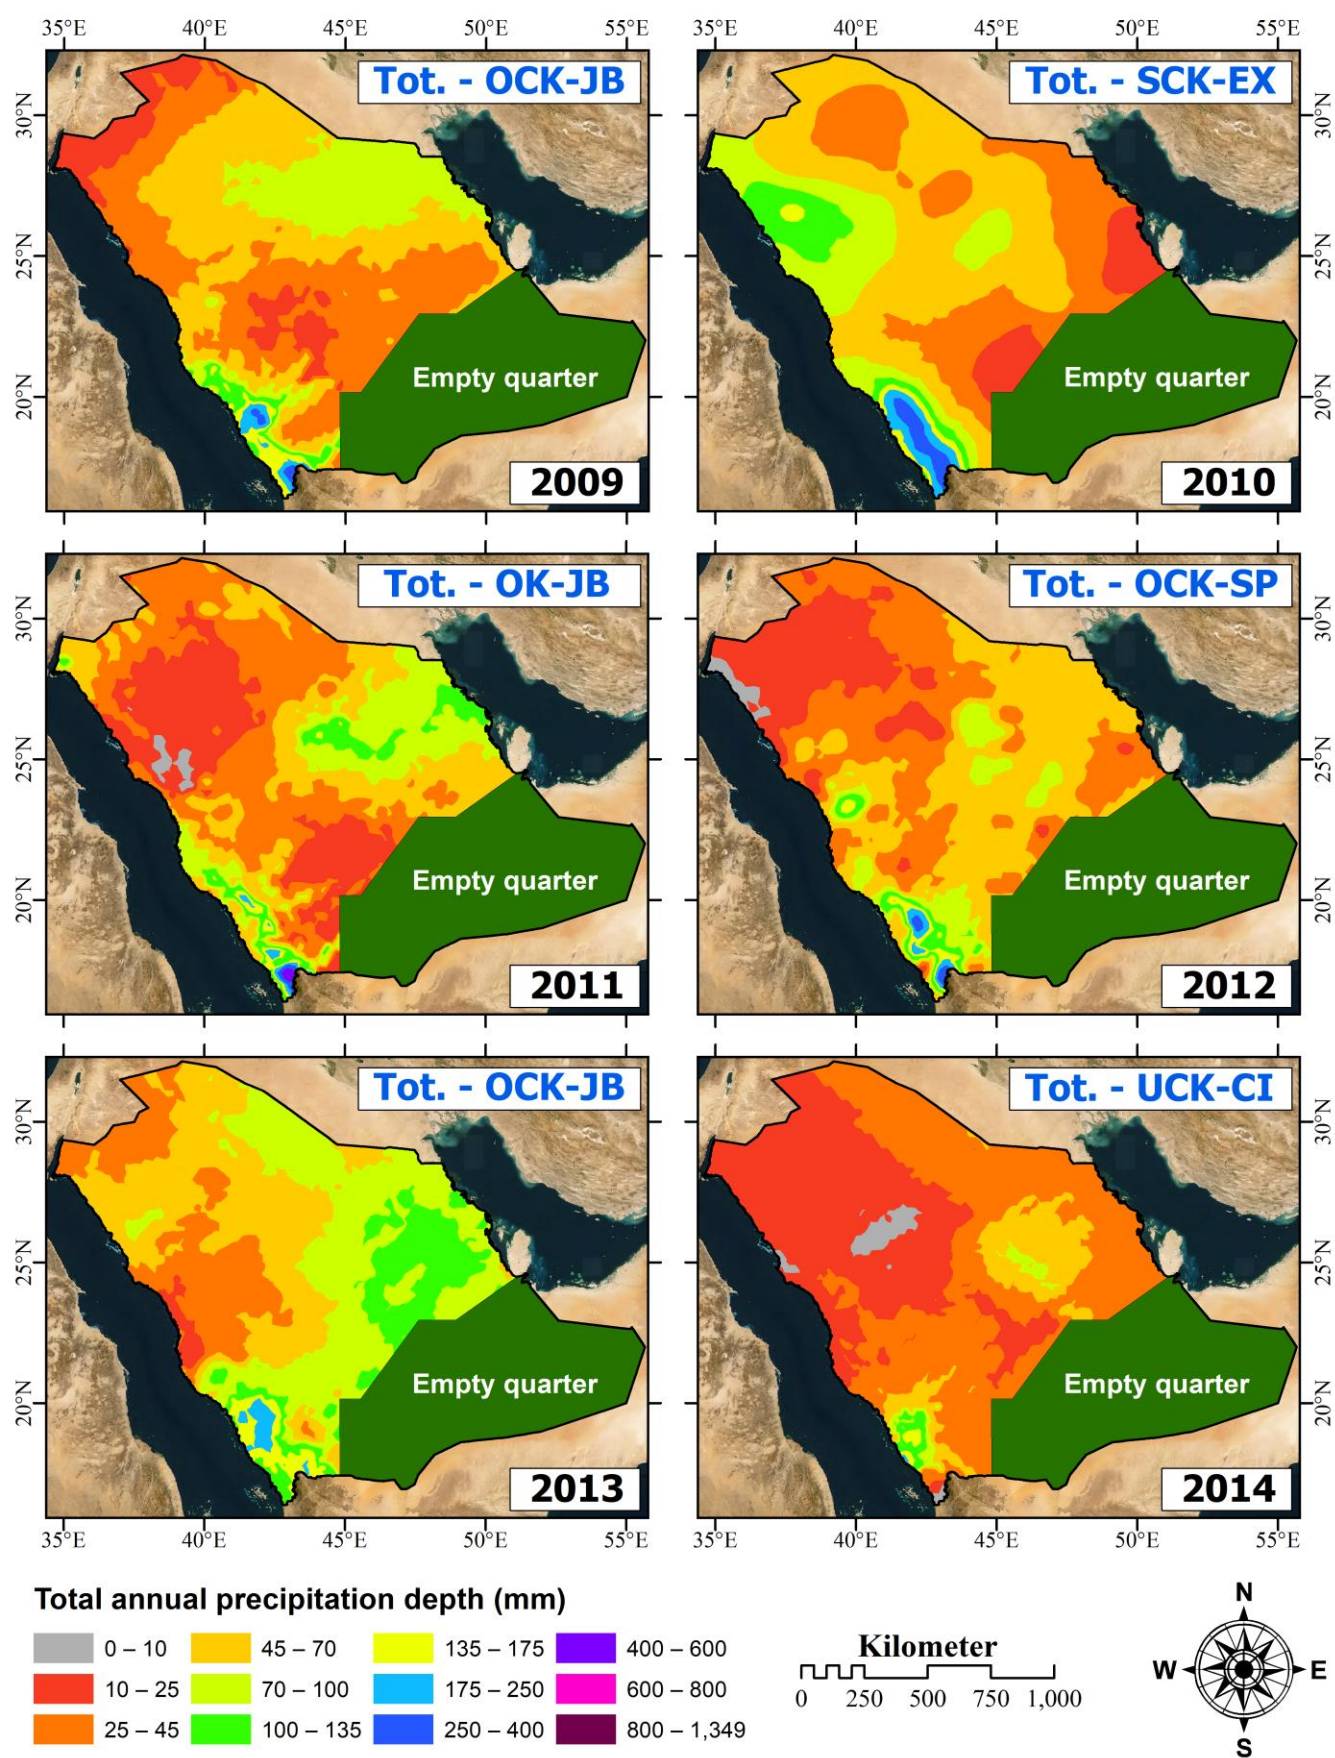 35°E 40°E 45°E 50°E 55°E 35°E 40°E 45°E 50°E 55°E
Tot. - OCK-JB
Tot. - SCK-EX
30°N
30°N
25°N
25°N
20°N
20°N
Empty quarter
Empty quarter
2009
2010
Tot. - OK-JB
Tot. - OCK-SP
30°N
30°N
25°N
25°N
20°N
20°N
Empty quarter
Empty quarter
2011
2012
Tot. - OCK-JB
Tot. - UCK-CI
30°N
30°N
25°N
25°N
20°N
20°N
Empty quarter
Empty quarter
2013
2014
35°E 40°E 45°E 50°E 55°E 35°E 40°E 45°E 50°E 55°E
Total annual precipitation depth (mm)
0 – 10 45 – 70 135 – 175 400 – 600
10 – 25 70 – 100 175 – 250 600 – 800
25 – 45 100 – 135 250 – 400 800 – 1,349
Kilometer
0 250 500 750 1,000
N
W E
S